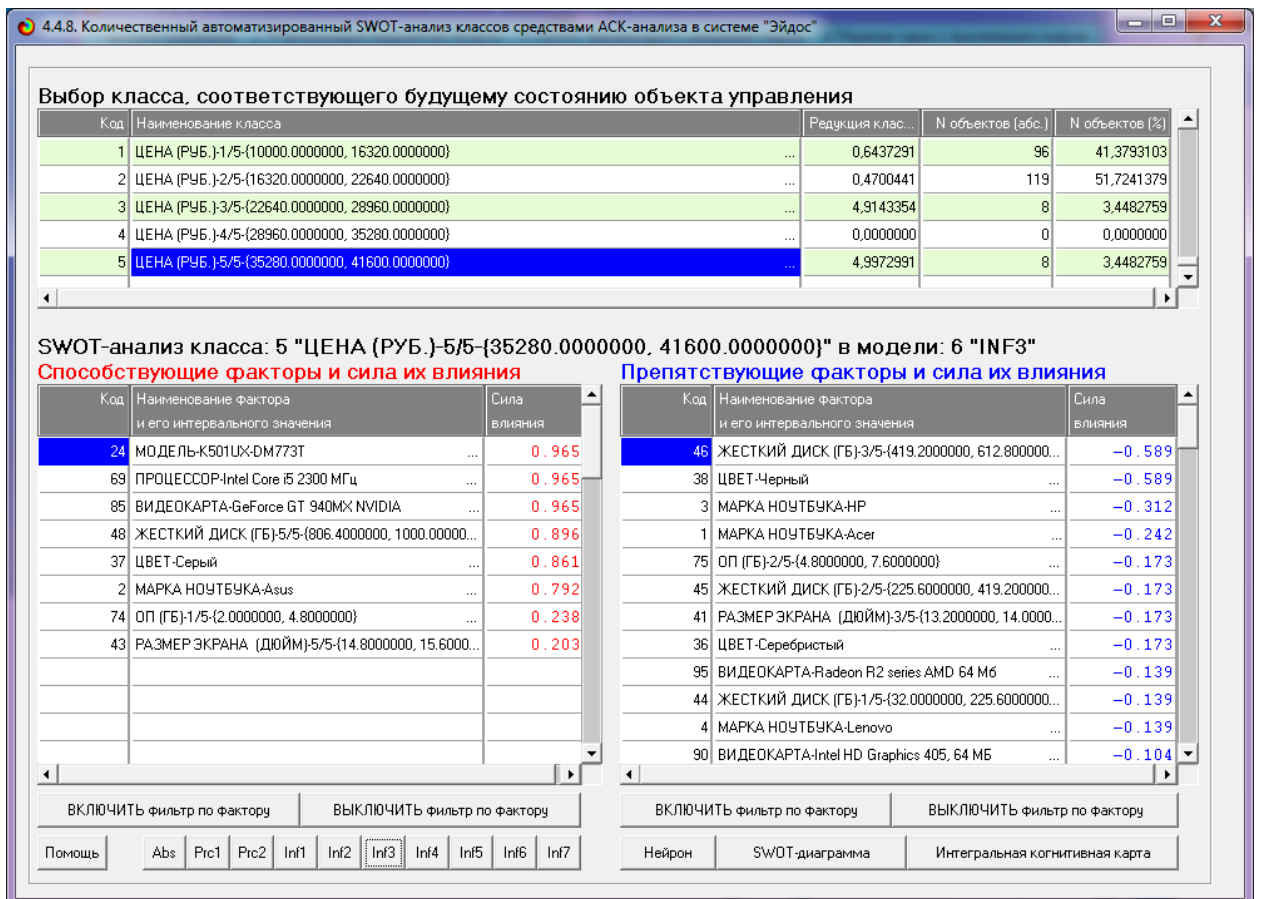 4.4.8. Количественный автоматизированный SWOT-анализ классов средствами АСК-анализа в системе "Эйдос"
Выбор класса, соответствующего будущему состоянию объекта управления
Код Наименование класса Редукция клас... N объектов (абс.) N объектов (%)
1 ЦЕНА (РУБ.)-1/5-{10000.0000000, 16320.0000000} ... 0,6437291 96 41,3793103
2 ЦЕНА (РУБ.)-2/5-{16320.0000000, 22640.0000000} ... 0,4700441 119 51,7241379
3 ЦЕНА (РУБ.)-3/5-{22640.0000000, 28960.0000000} ... 4,9143354 8 3,4482759
4 ЦЕНА (РУБ.)-4/5-{28960.0000000, 35280.0000000} ... 0,0000000 0 0,0000000
5 ЦЕНА (РУБ.)-5/5-{35280.0000000, 41600.0000000} ... 4,9972991 8 3,4482759
SWOT-анализ класса: 5 "ЦЕНА (РУБ.)-5/5-{35280.0000000, 41600.0000000}" в модели: 6 "INF3"
Способствующие факторы и сила их влияния
Код Наименование фактора и его интервального значения Сила влияния
24 МОДЕЛЬ-K501UX-DM773T ... 0.965
69 ПРОЦЕССОР-Intel Core i5 2300 МГц ... 0.965
85 ВИДЕОКАРТА-GeForce GT 940MX NVIDIA ... 0.965
48 ЖЕСТКИЙ ДИСК (ГБ)-5/5-{806.4000000, 1000.00000... 0.896
37 ЦВЕТ-Серый ... 0.861
2 МАРКА НОУТБУКА-Asus ... 0.792
74 ОП (ГБ)-1/5-{2.0000000, 4.8000000} ... 0.238
43 РАЗМЕР ЭКРАНА (ДЮЙМ)-5/5-{14.8000000, 15.6000... 0.203
Препятствующие факторы и сила их влияния
Код Наименование фактора и его интервального значения Сила влияния
46 ЖЕСТКИЙ ДИСК (ГБ)-3/5-{419.2000000, 612.800000... -0.589
38 ЦВЕТ-Черный ... -0.589
3 МАРКА НОУТБУКА-HP ... -0.312
1 МАРКА НОУТБУКА-Acer ... -0.242
75 ОП (ГБ)-2/5-{4.8000000, 7.6000000} ... -0.173
45 ЖЕСТКИЙ ДИСК (ГБ)-2/5-{225.6000000, 419.200000... -0.173
41 РАЗМЕР ЭКРАНА (ДЮЙМ)-3/5-{13.2000000, 14.0000... -0.173
36 ЦВЕТ-Серебристый ... -0.173
95 ВИДЕОКАРТА-Radeon R2 series AMD 64 Мб ... -0.139
44 ЖЕСТКИЙ ДИСК (ГБ)-1/5-{32.0000000, 225.6000000... -0.139
4 МАРКА НОУТБУКА-Lenovo ... -0.139
90 ВИДЕОКАРТА-Intel HD Graphics 405, 64 МБ ... -0.104
ВКЛЮЧИТЬ фильтр по фактору ВЫКЛЮЧИТЬ фильтр по фактору ВКЛЮЧИТЬ фильтр по фактору ВЫКЛЮЧИТЬ фильтр по фактору
Помощь Abs Prc1 Prc2 Inf1 Inf2 Inf3 Inf4 Inf5 Inf6 Inf7 Нейрон SWOT-диаграмма Интегральная когнитивная карта